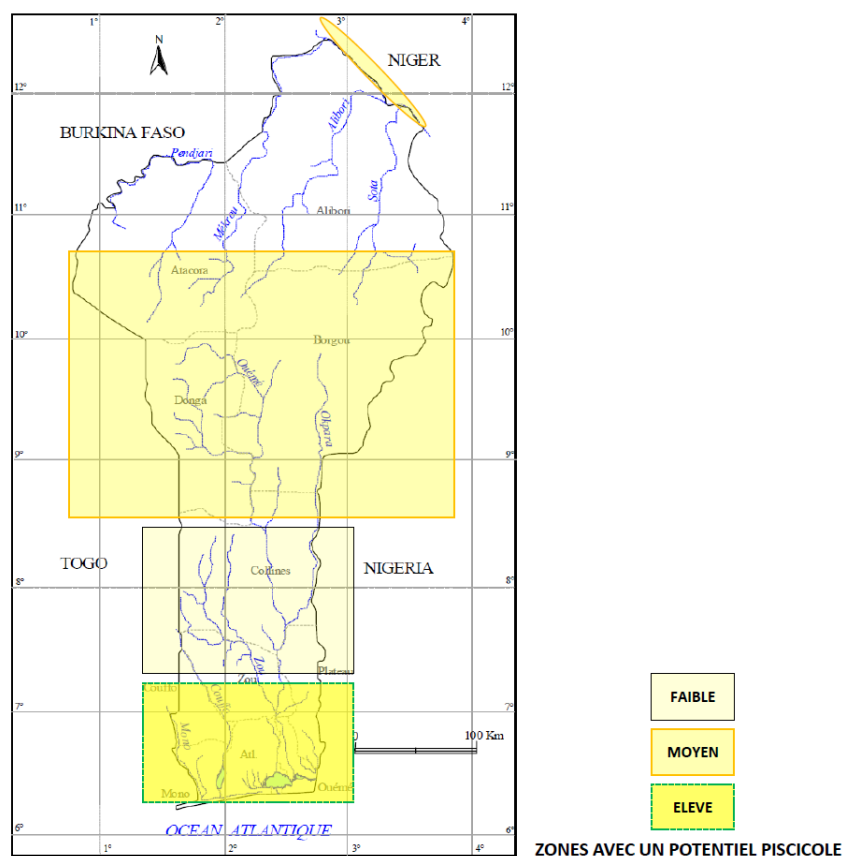 1° 2° 3° 4°
N
NIGER
12° 12°
Alibori
BURKINA FASO
Pendjari
Sota
11° 11°
Alibori
Mékrou
Atacora
10° 10°
Borgou
Ouémé
Donga
Okpara
9° 9°
TOGO
NIGERIA
Collines
8° 8°
Zou
Plateau
Zou
Couffo
Couffo
7° 7°
0 100 Km
Mono
Atl.
Mono
Ouémé
OCEAN ATLANTIQUE
6° 6°
1° 2° 3° 4°
FAIBLE
MOYEN
ELEVE
ZONES AVEC UN POTENTIEL PISCICOLE